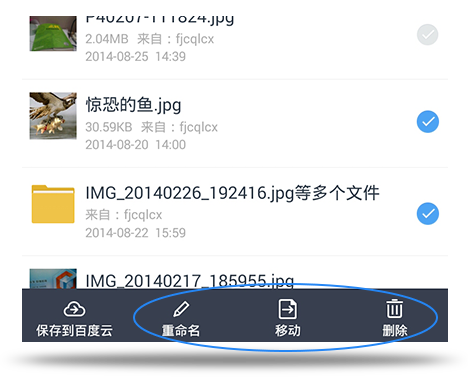 P40207-111824.jpg
2.04MB 来自：fjcqlcx
2014-08-25 14:39
惊恐的鱼.jpg
30.59KB 来自：fjcqlcx
2014-08-20 14:00
IMG_20140226_192416.jpg等多个文件
来自：fjcqlcx
2014-08-22 15:59
IMG_20140217_185955.jpg
保存到百度云 重命名 移动 删除